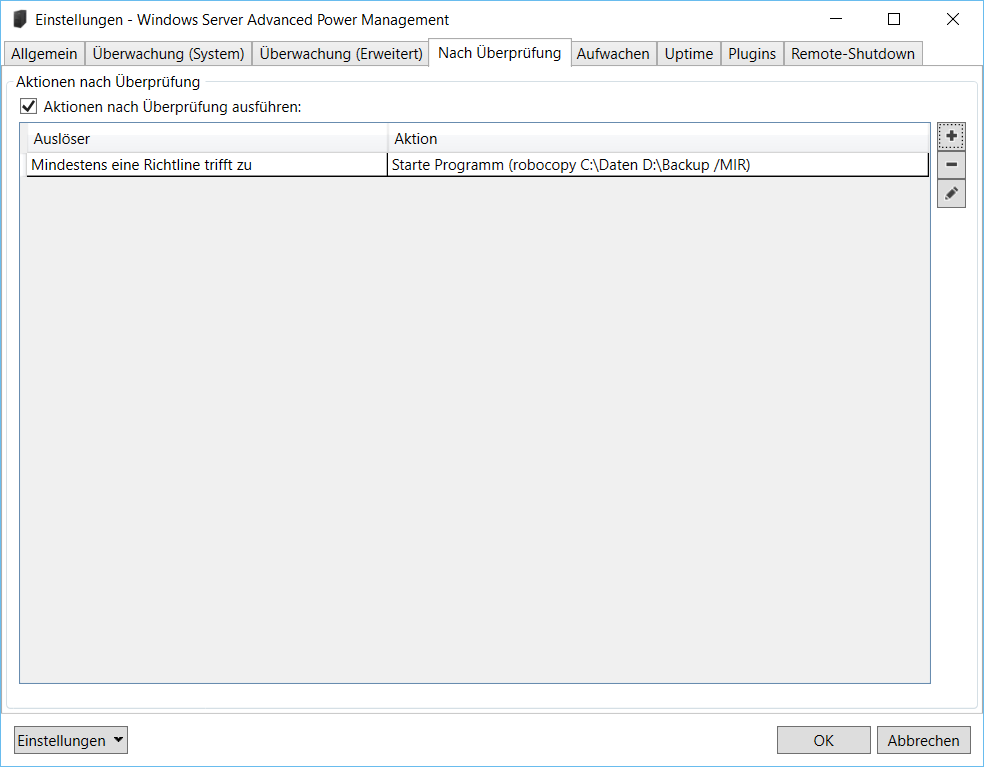 Einstellungen - Windows Server Advanced Power Management
Allgemein Überwachung (System) Überwachung (Erweitert) Nach Überprüfung Aufwachen Uptime Plugins Remote-Shutdown
Aktionen nach Überprüfung
Aktionen nach Überprüfung ausführen:
Auslöser Aktion
Mindestens eine Richtline trifft zu Starte Programm (robocopy C:\Daten D:\Backup /MIR)
Einstellungen OK Abbrechen